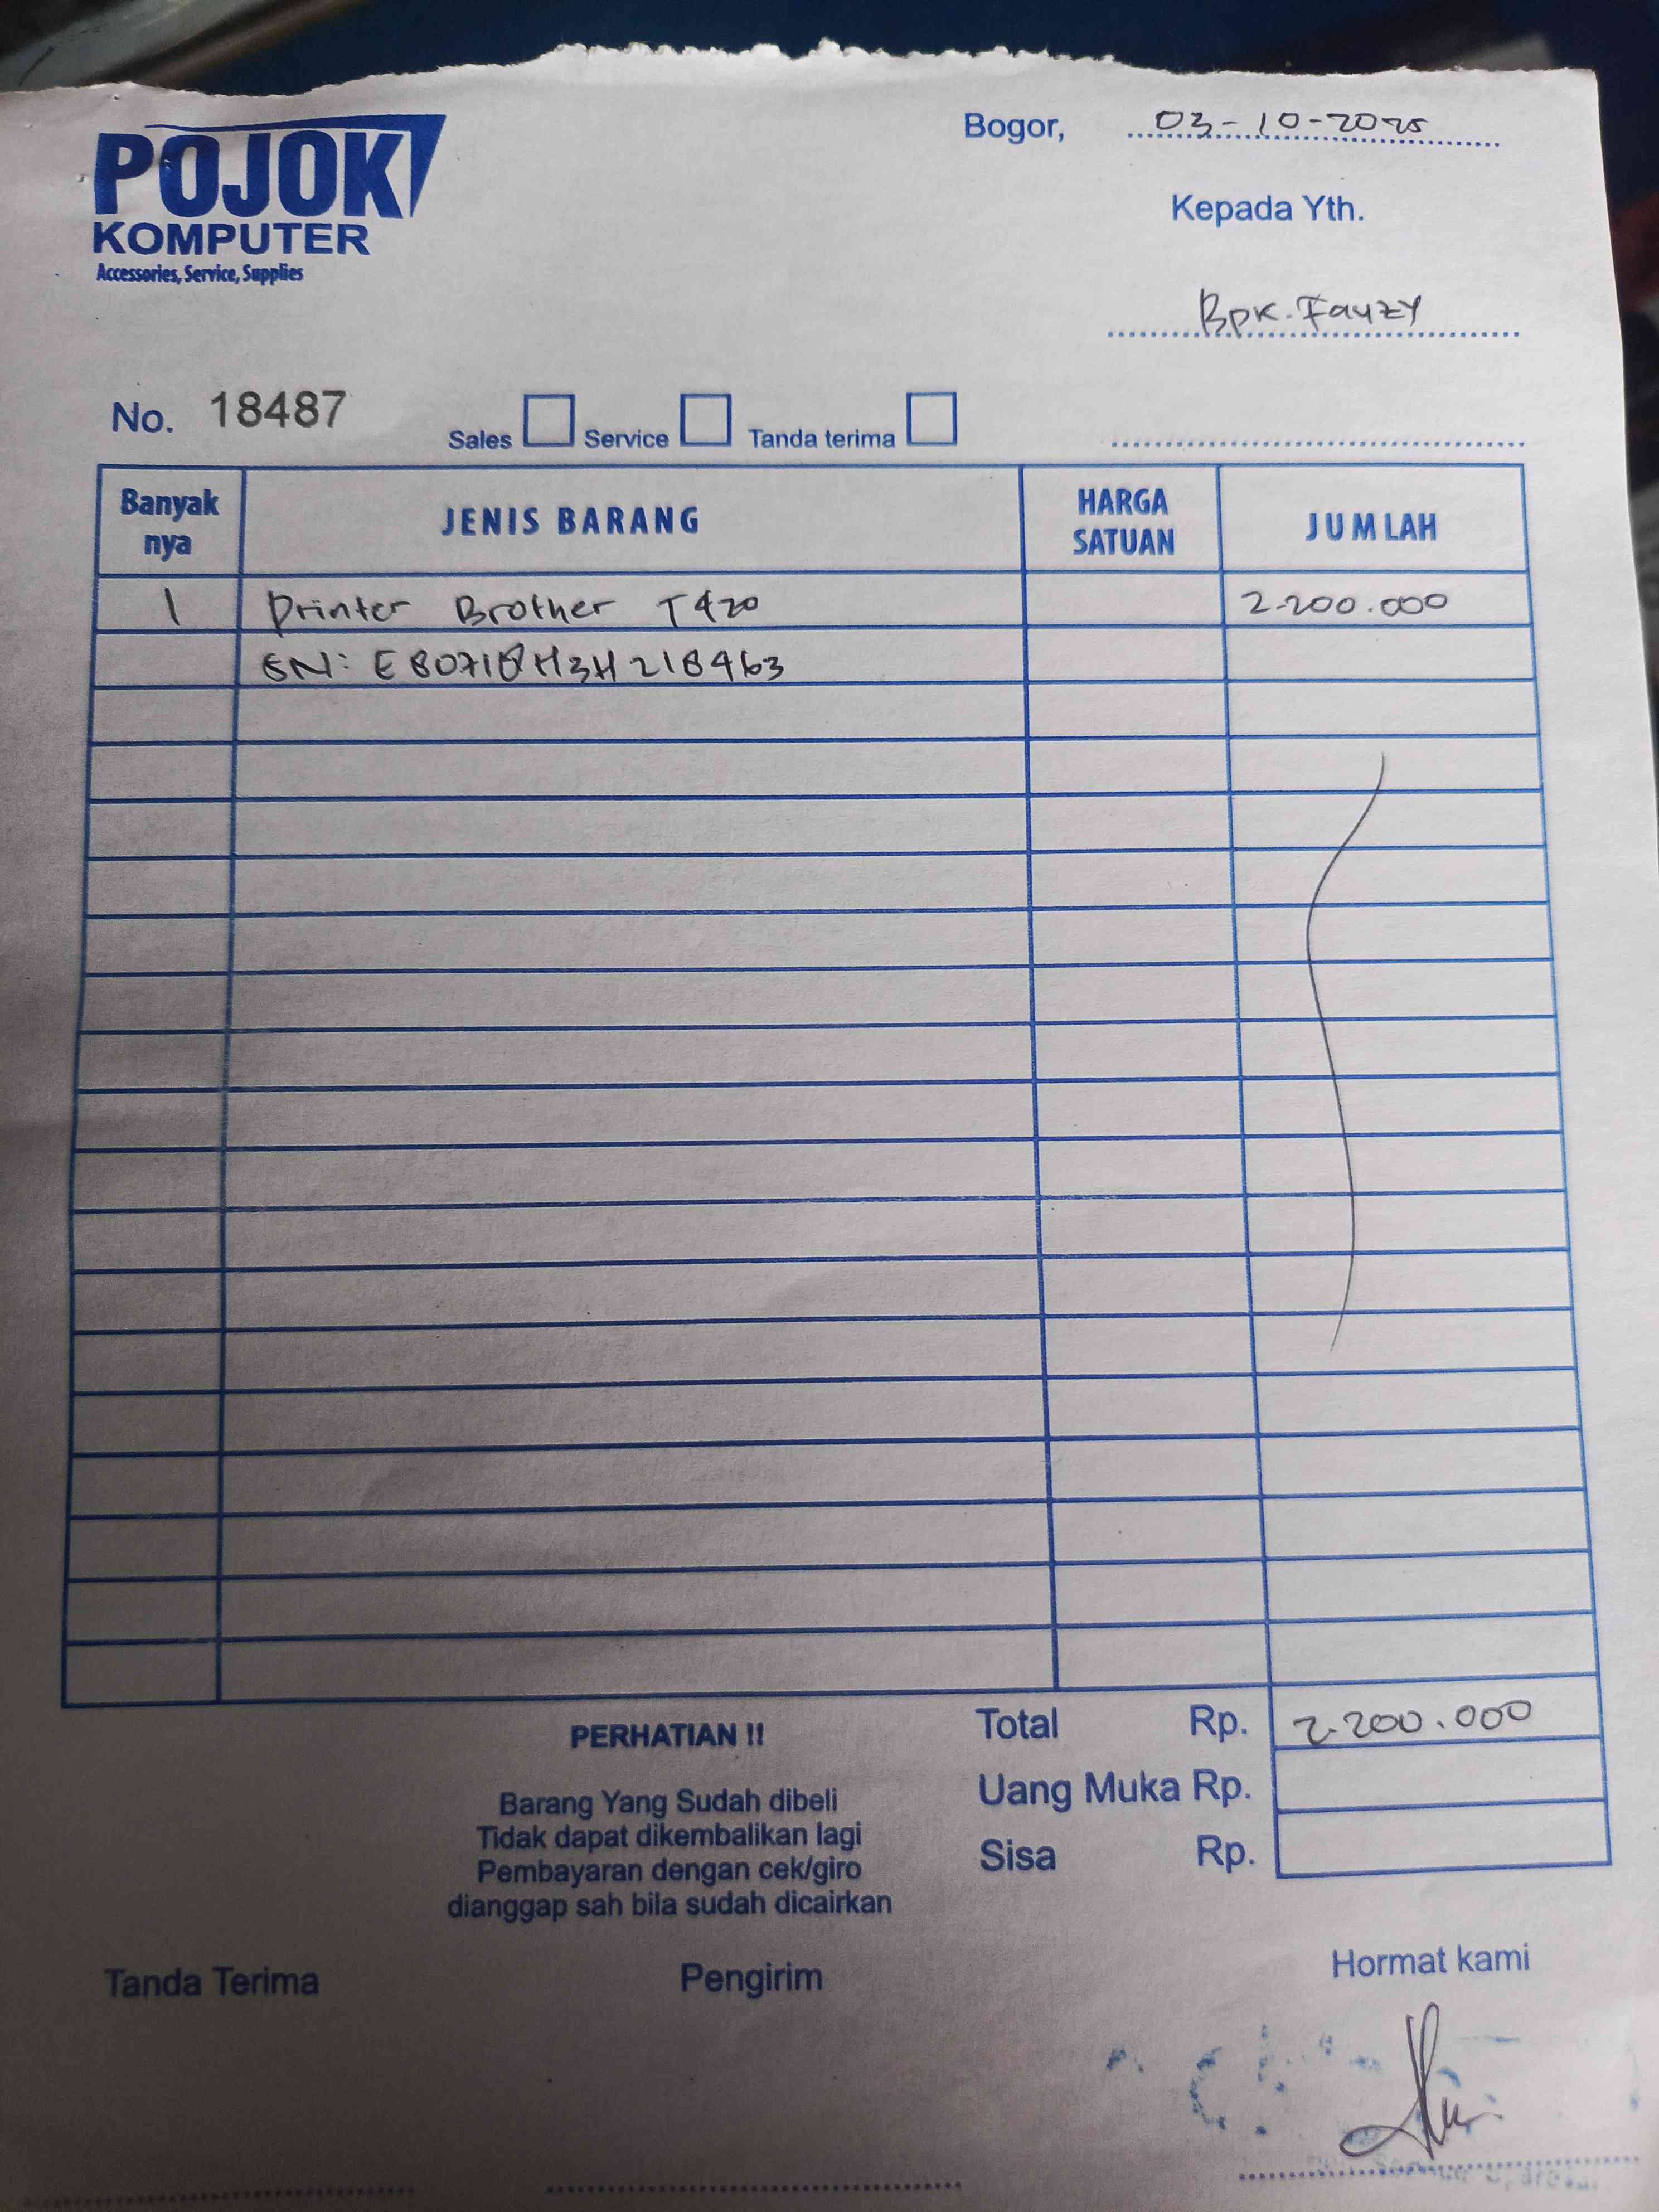 POJOK
KOMPUTER
Accessories, Service, Supplies
Bogor, 03-10-2025
Kepada Yth.
Bpk. Fauzy
No. 18487
Sales Service Tanda terima
Banyak nya JENIS BARANG HARGA SATUAN JUMLAH
1 Printer Brother T420 2.200.000
SN:
PERHATIAN !!
Barang Yang Sudah dibeli
Tidak dapat dikembalikan lagi
Pembayaran dengan cek/giro
dianggap sah bila sudah dicairkan
Total Rp. 2.200.000
Uang Muka Rp.
Sisa Rp.
Tanda Terima Pengirim Hormat kami